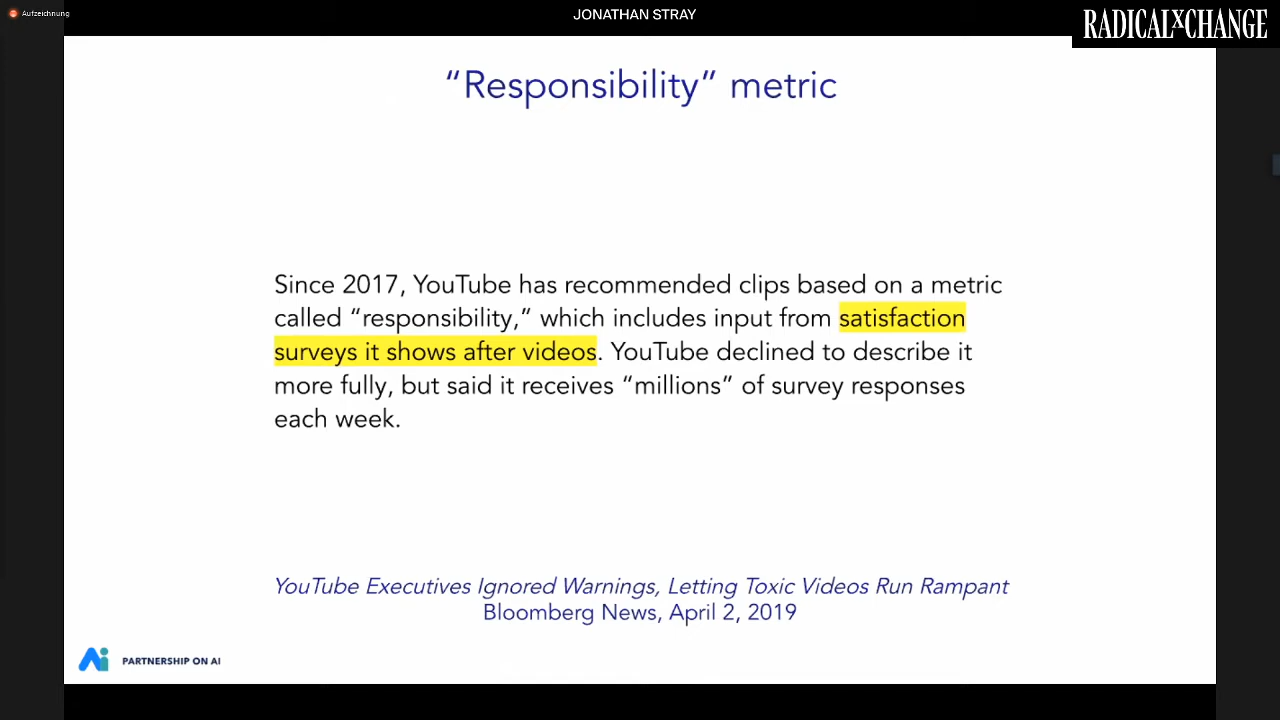 Aufzeichnung
JONATHAN STRAY
RADICALXCHANGE
“Responsibility” metric
Since 2017, YouTube has recommended clips based on a metric
called “responsibility,” which includes input from satisfaction
surveys it shows after videos. YouTube declined to describe it
more fully, but said it receives “millions” of survey responses
each week.
YouTube Executives Ignored Warnings, Letting Toxic Videos Run Rampant
Bloomberg News, April 2, 2019
PARTNERSHIP ON AI